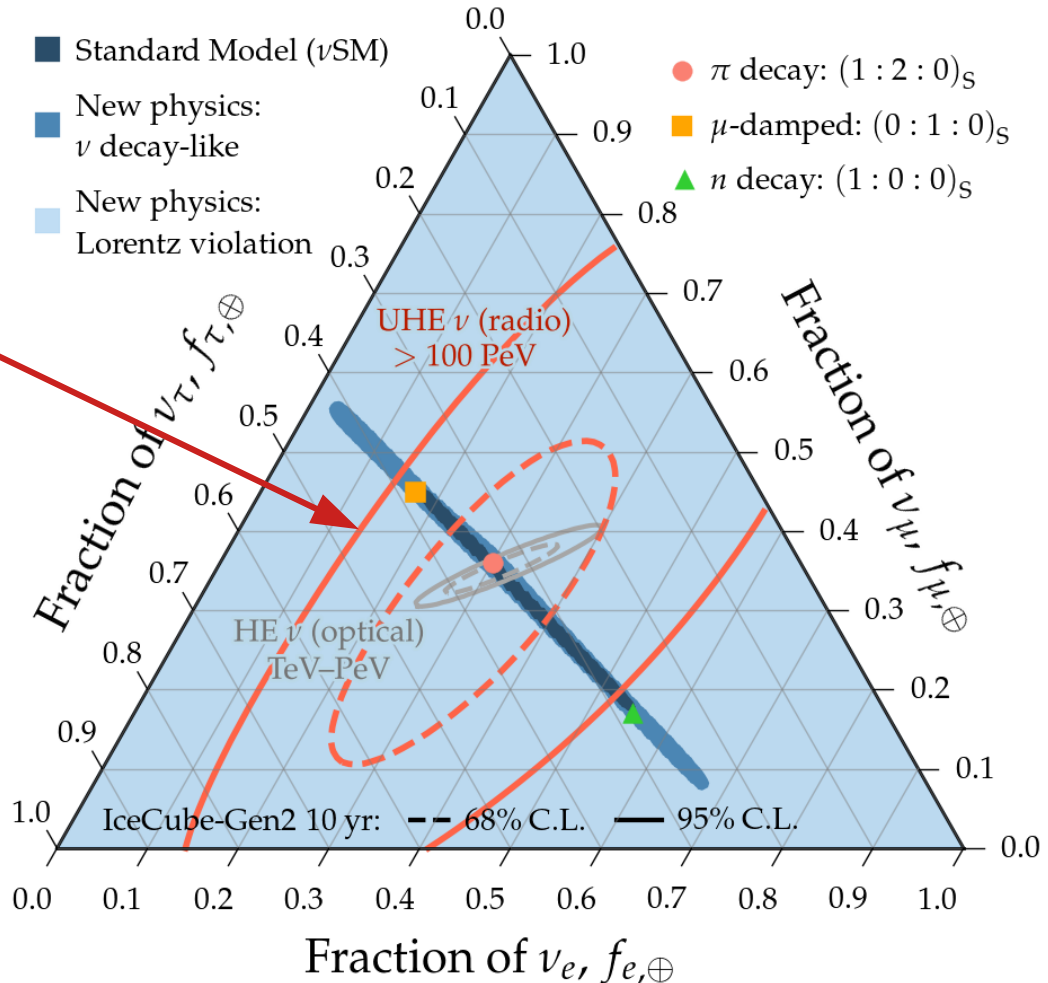 Standard Model (νSM)
New physics:
ν decay-like
New physics:
Lorentz violation
π decay: (1 : 2 : 0)S
μ-damped: (0 : 1 : 0)S
n decay: (1 : 0 : 0)S
0.0
0.1
0.2
0.3
0.4
0.5
0.6
0.7
0.8
0.9
1.0
Fraction of ντ, fτ,⊕
1.0
0.9
0.8
0.7
0.6
0.5
0.4
0.3
0.2
0.1
0.0
Fraction of νμ, fμ,⊕
UHE ν (radio)
> 100 PeV
HE ν (optical)
TeV–PeV
IceCube-Gen2 10 yr: 68% C.L. 95% C.L.
0.0 0.1 0.2 0.3 0.4 0.5 0.6 0.7 0.8 0.9 1.0
Fraction of νe, fe,⊕